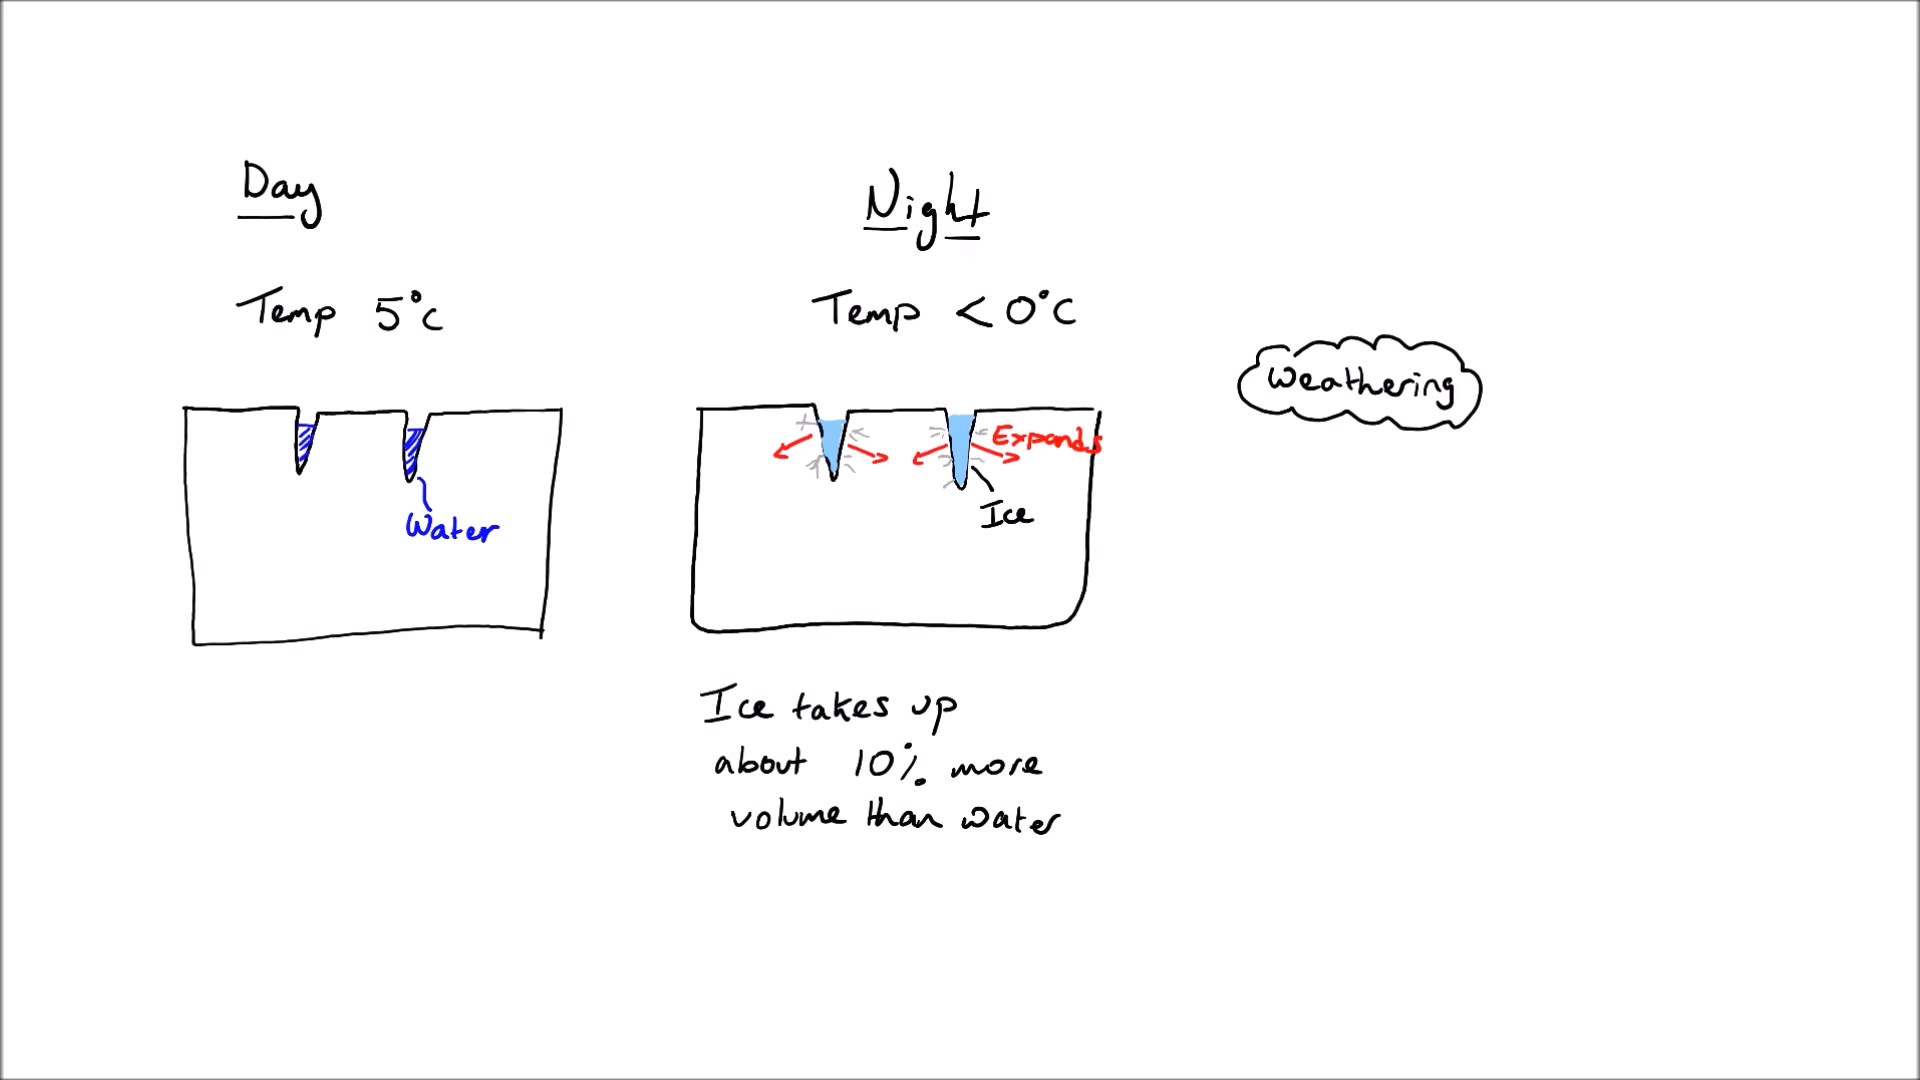 Day
Temp 5°c
Water
Night
Temp < 0°C
Expands
Ice
Ice takes up
about 10% more
volume than water
Weathering